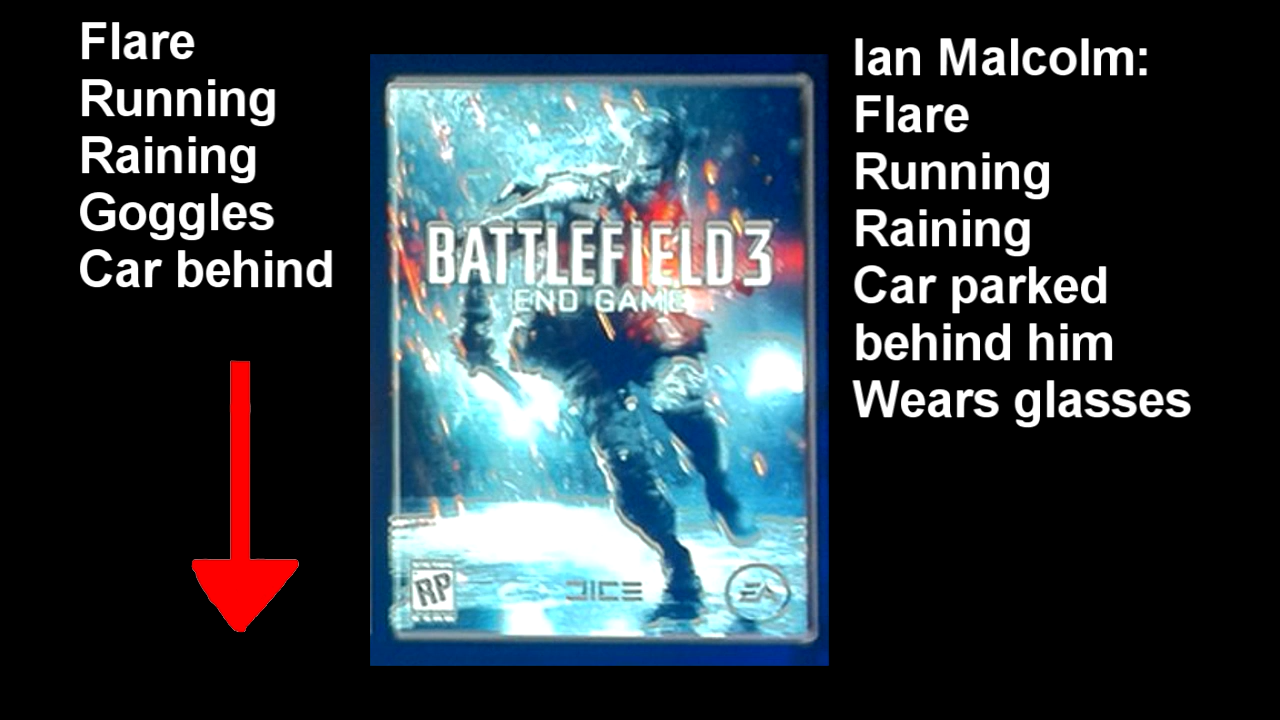 Flare
Running
Raining
Goggles
Car behind
BATTLEFIELD 3
END GAME
RP
DICE
EA
Ian Malcolm:
Flare
Running
Raining
Car parked
behind him
Wears glasses